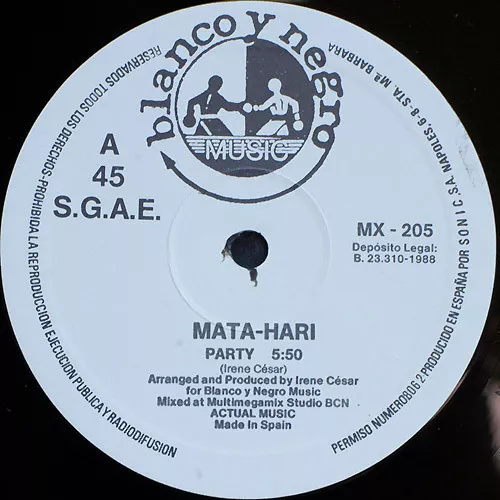 blanco y negro
MUSIC
A
45
S.G.A.E.
MX - 205
Depósito Legal:
B. 23.310-1988
MATA-HARI
PARTY 5:50
(Irene César)
Arranged and Produced by Irene César
for Blanco y Negro Music
Mixed at Multimegamix Studio BCN
ACTUAL MUSIC
Made in Spain
RESERVADOS TODOS LOS DERECHOS-PROHIBIDA LA REPRODUCCION EJECUCION PUBLICA Y RADIODIFUSION
PERMISO NUMERO 806 2 PRODUCIDO EN ESPAÑA POR S O N I C S.A. NAPOLES, 6-8 - STA. Mª BARBARA